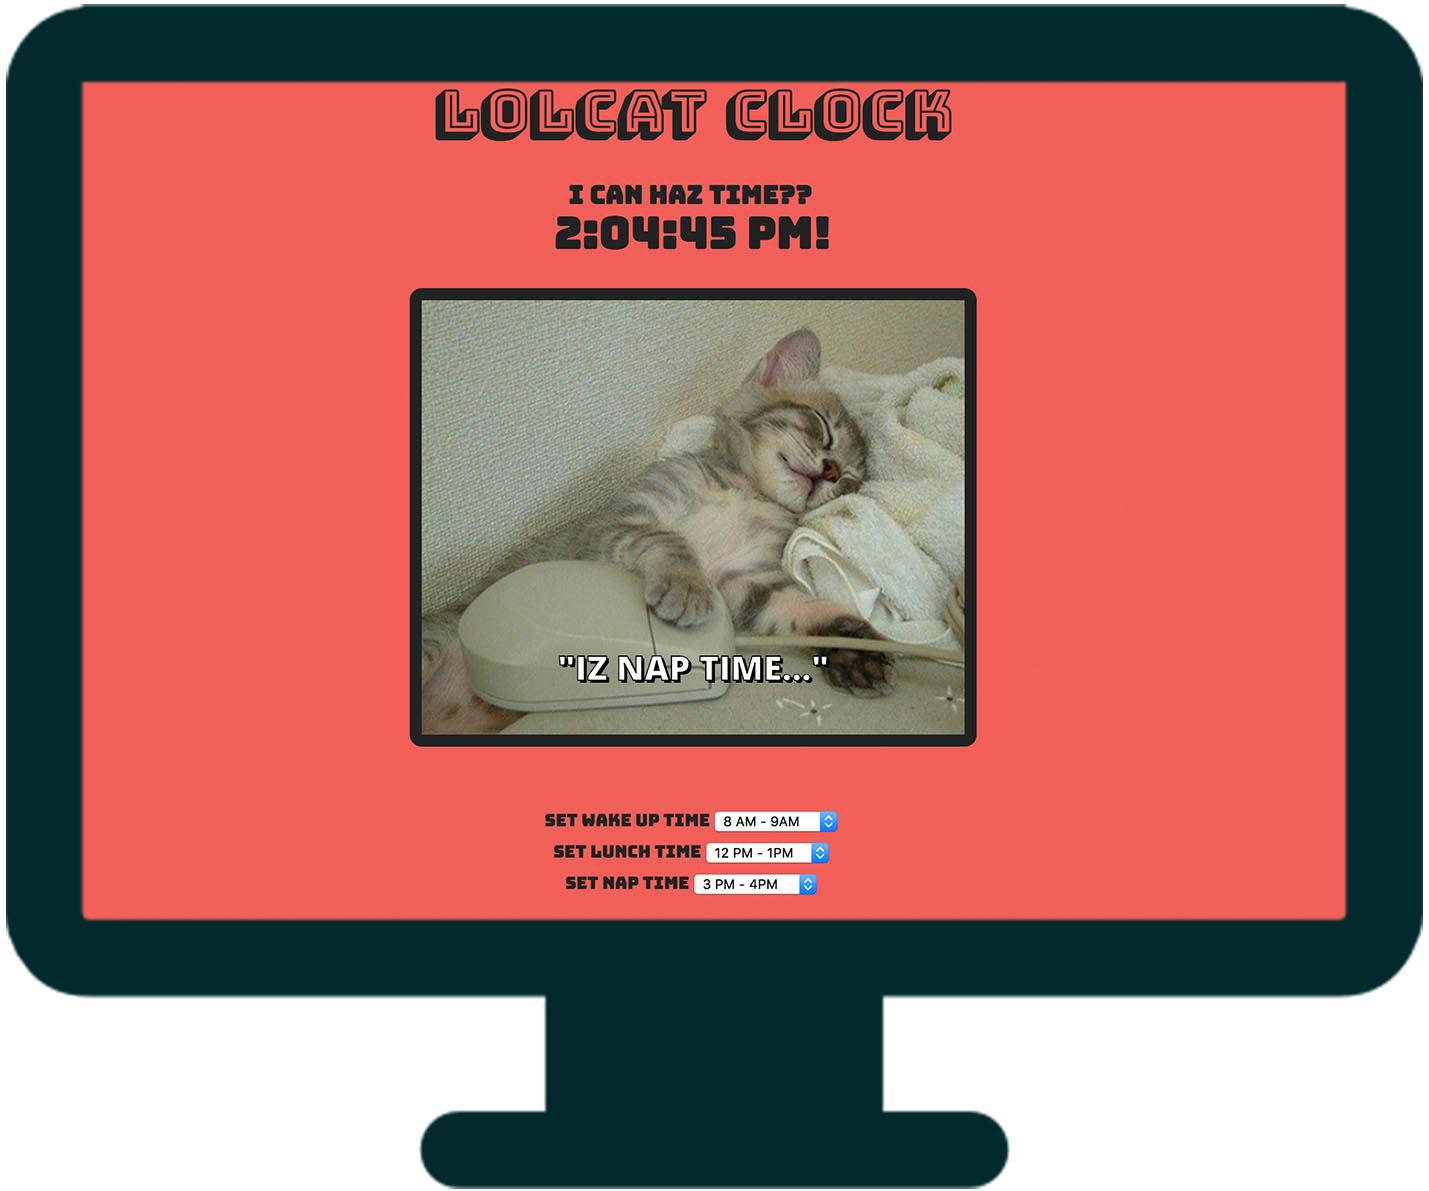 LOLCAT CLOCK
I CAN HAZ TIME??
2:04:45 PM!
"IZ NAP TIME..."
SET WAKE UP TIME 8 AM - 9AM
SET LUNCH TIME 12 PM - 1PM
SET NAP TIME 3 PM - 4PM